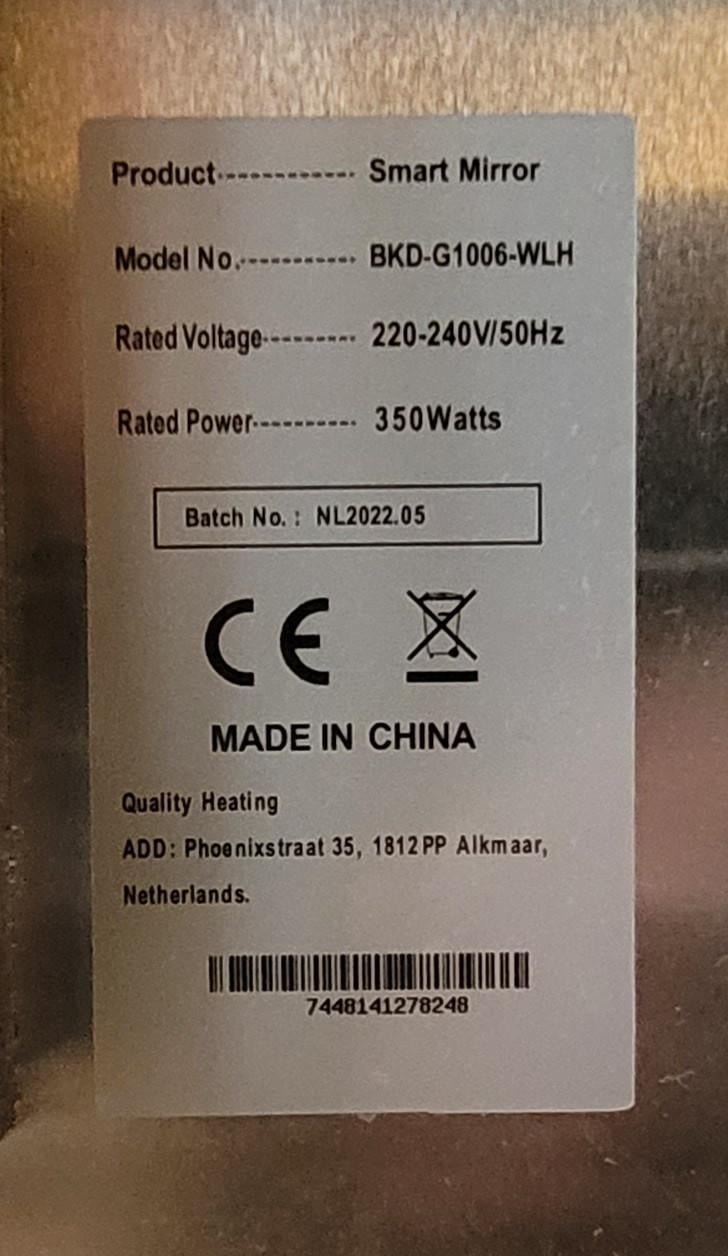 Product------------ Smart Mirror
Model No.----------- BKD-G1006-WLH
Rated Voltage--------- 220-240V/50Hz
Rated Power---------- 350Watts
Batch No. : NL2022.05
CE
MADE IN CHINA
Quality Heating
ADD: Phoenixstraat 35, 1812PP Alkmaar,
Netherlands.
7448141278248